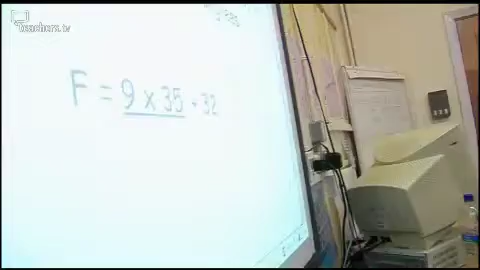 teachers.tv
F = 9 x 35 + 32